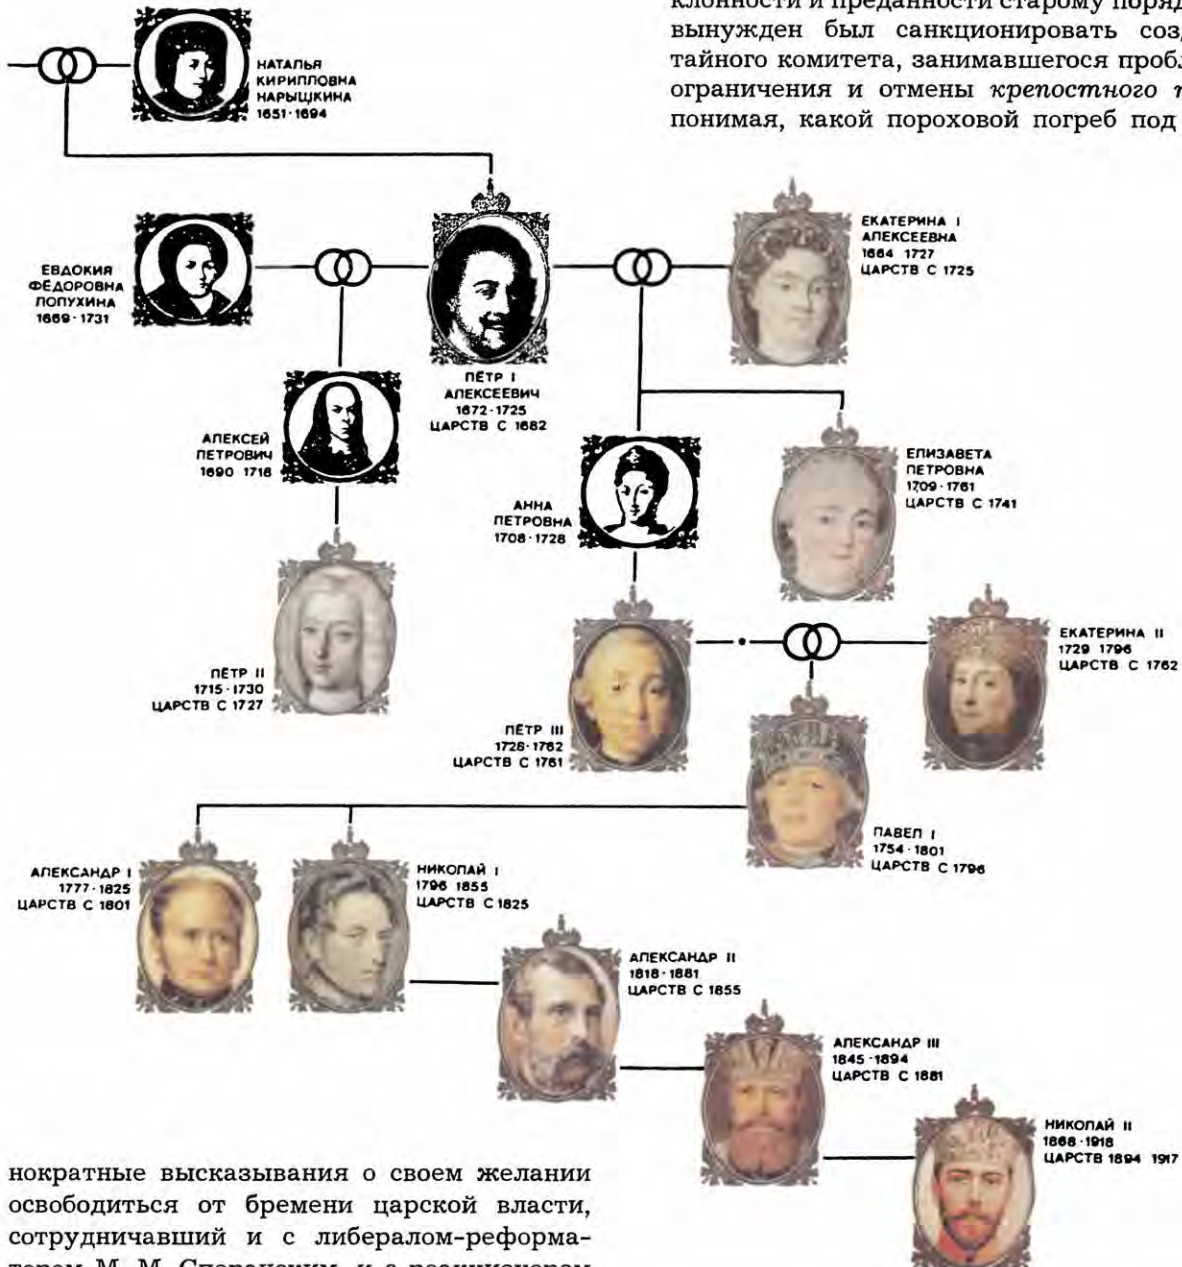 клонности и преданности старому поряд
вынужден был санкционировать соз
тайного комитета, занимавшегося пробл
ограничения и отмены крепостного п
понимая, какой пороховой погреб под
НАТАЛЬЯ
КИРИЛЛОВНА
НАРЫШКИНА
1651·1694
ЕВДОКИЯ
ФЁДОРОВНА
ЛОПУХИНА
1669·1731
ПЁТР I
АЛЕКСЕЕВИЧ
1672·1725
ЦАРСТВ С 1682
ЕКАТЕРИНА I
АЛЕКСЕЕВНА
1684 1727
ЦАРСТВ С 1725
АЛЕКСЕЙ
ПЕТРОВИЧ
1690 1718
АННА
ПЕТРОВНА
1708·1728
ЕЛИЗАВЕТА
ПЕТРОВНА
1709·1761
ЦАРСТВ С 1741
ПЁТР II
1715·1730
ЦАРСТВ С 1727
ПЁТР III
1728·1762
ЦАРСТВ С 1761
ЕКАТЕРИНА II
1729 1796
ЦАРСТВ С 1762
ПАВЕЛ I
1754·1801
ЦАРСТВ С 1796
АЛЕКСАНДР I
1777·1825
ЦАРСТВ С 1801
НИКОЛАЙ I
1796 1855
ЦАРСТВ С 1825
АЛЕКСАНДР II
1818·1881
ЦАРСТВ С 1855
АЛЕКСАНДР III
1845·1894
ЦАРСТВ С 1881
НИКОЛАЙ II
1868·1918
ЦАРСТВ 1894 1917
нократные высказывания о своем желании
освободиться от бремени царской власти,
сотрудничавший и с либералом-реформа-
тором М. М. Сперанским, и с реакционером